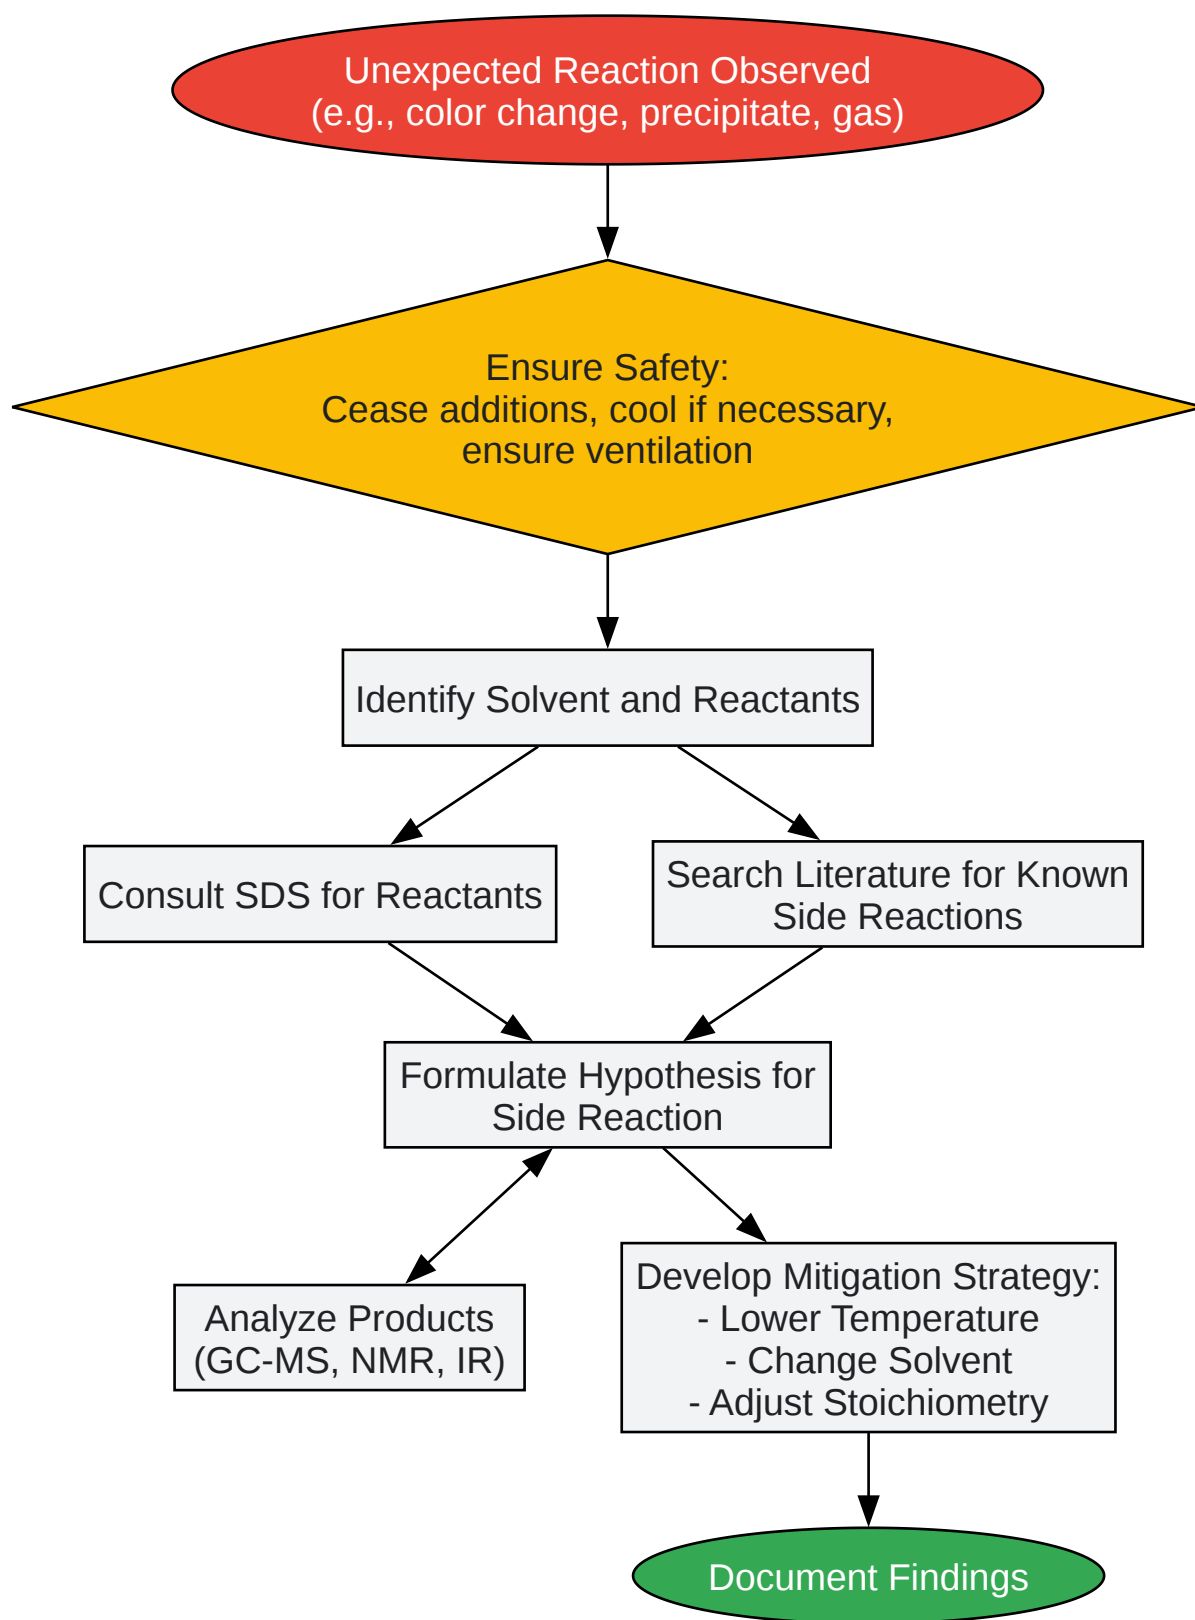 Unexpected Reaction Observed
(e.g., color change, precipitate, gas)
Ensure Safety:
Cease additions, cool if necessary,
ensure ventilation
Identify Solvent and Reactants
Consult SDS for Reactants
Search Literature for Known
Side Reactions
Formulate Hypothesis for
Side Reaction
Analyze Products
(GC-MS, NMR, IR)
Develop Mitigation Strategy:
- Lower Temperature
- Change Solvent
- Adjust Stoichiometry
Document Findings